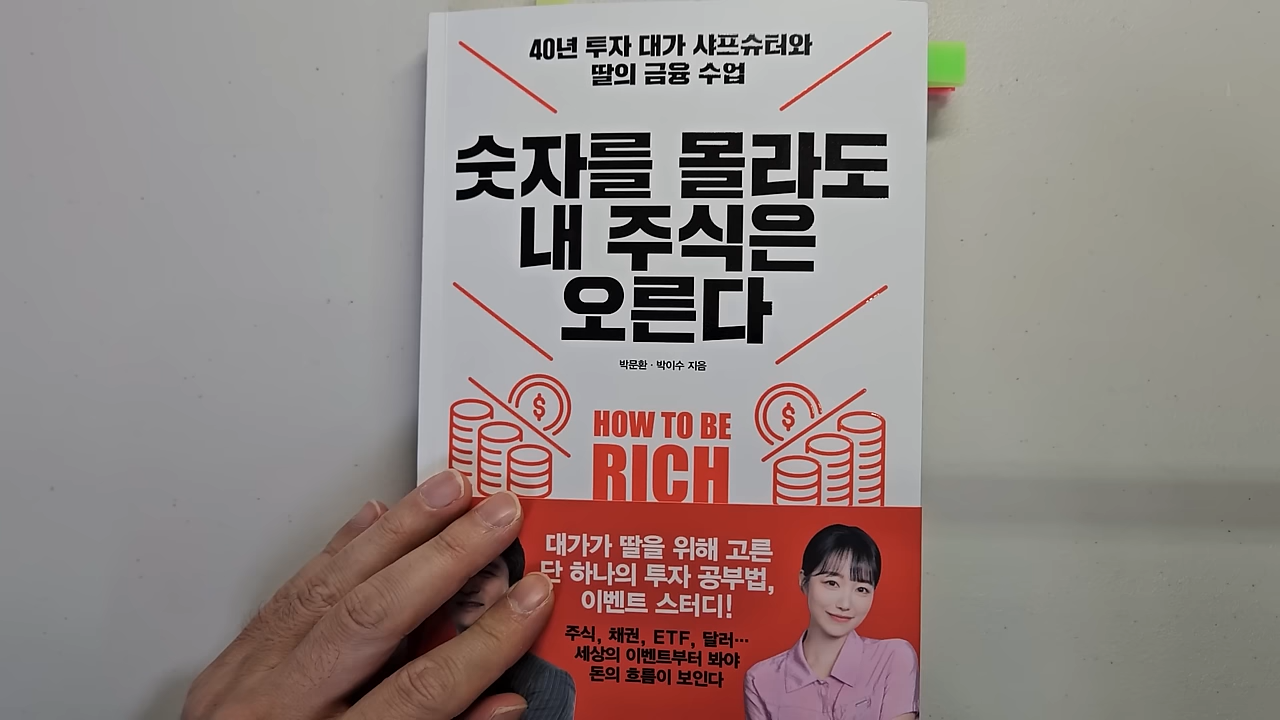 40년 투자 대가 샤프슈터와
딸의 금융 수업
숫자를 몰라도
내 주식은
오른다
박문환 · 박이수 지음
$
$
HOW TO BE
RICH
대가가 딸을 위해 고른
단 하나의 투자 공부법,
이벤트 스터디!
주식, 채권, ETF, 달러…
세상의 이벤트부터 봐야
돈의 흐름이 보인다